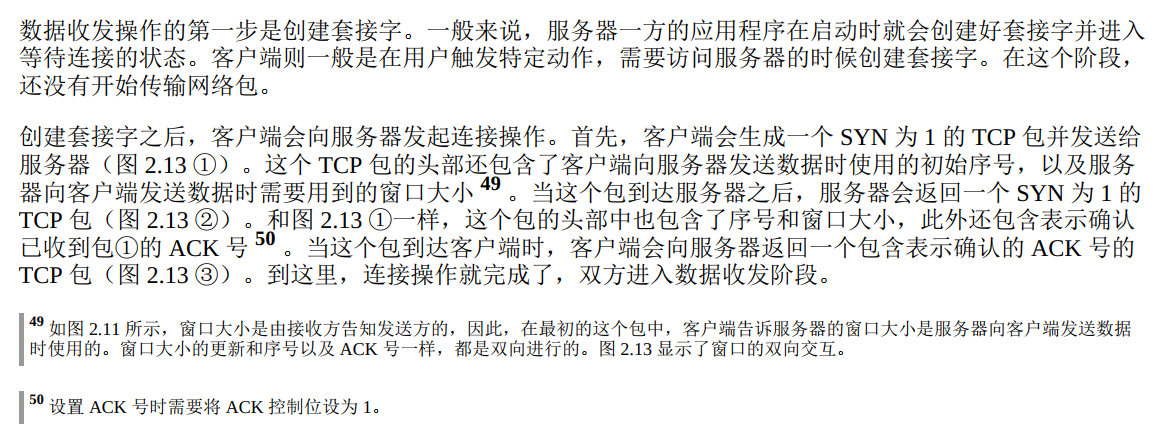 数据收发操作的第一步是创建套接字。一般来说，服务器一方的应用程序在启动时就会创建好套接字并进入
等待连接的状态。客户端则一般是在用户触发特定动作，需要访问服务器的时候创建套接字。在这个阶段，
还没有开始传输网络包。
创建套接字之后，客户端会向服务器发起连接操作。首先，客户端会生成一个 SYN 为 1 的 TCP 包并发送给
服务器（图 2.13 ①）。这个 TCP 包的头部还包含了客户端向服务器发送数据时使用的初始序号，以及服务
器向客户端发送数据时需要用到的窗口大小 49 。当这个包到达服务器之后，服务器会返回一个 SYN 为 1 的
TCP 包（图 2.13 ②）。和图 2.13 ①一样，这个包的头部中也包含了序号和窗口大小，此外还包含表示确认
已收到包①的 ACK 号 50 。当这个包到达客户端时，客户端会向服务器返回一个包含表示确认的 ACK 号的
TCP 包（图 2.13 ③）。到这里，连接操作就完成了，双方进入数据收发阶段。
49 如图 2.11 所示，窗口大小是由接收方告知发送方的，因此，在最初的这个包中，客户端告诉服务器的窗口大小是服务器向客户端发送数据
时使用的。窗口大小的更新和序号以及 ACK 号一样，都是双向进行的。图 2.13 显示了窗口的双向交互。
50 设置 ACK 号时需要将 ACK 控制位设为 1。